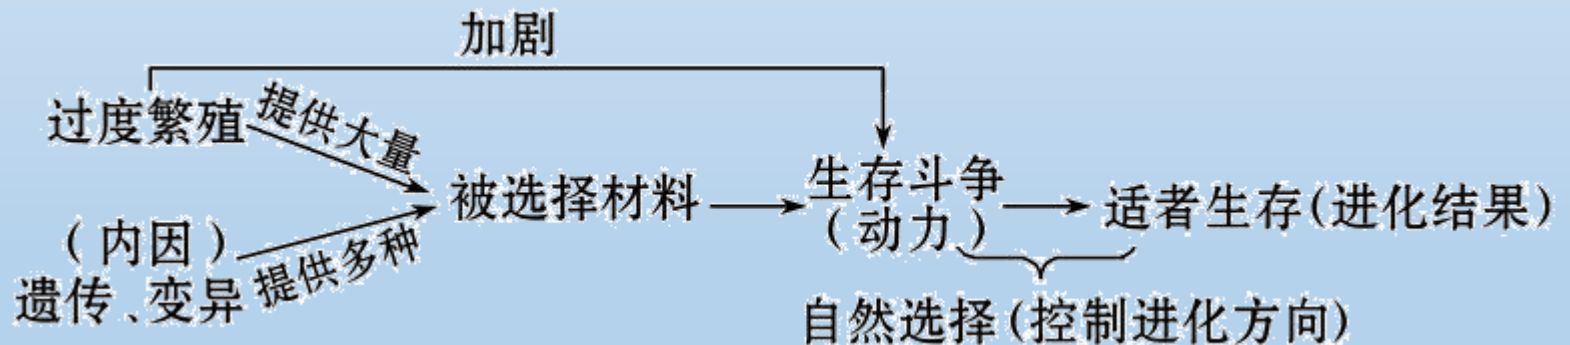 加剧
过度繁殖
提供大量
被选择材料
生存斗争
(动力)
适者生存(进化结果)
(内因)
遗传、变异
提供多种
自然选择(控制进化方向)